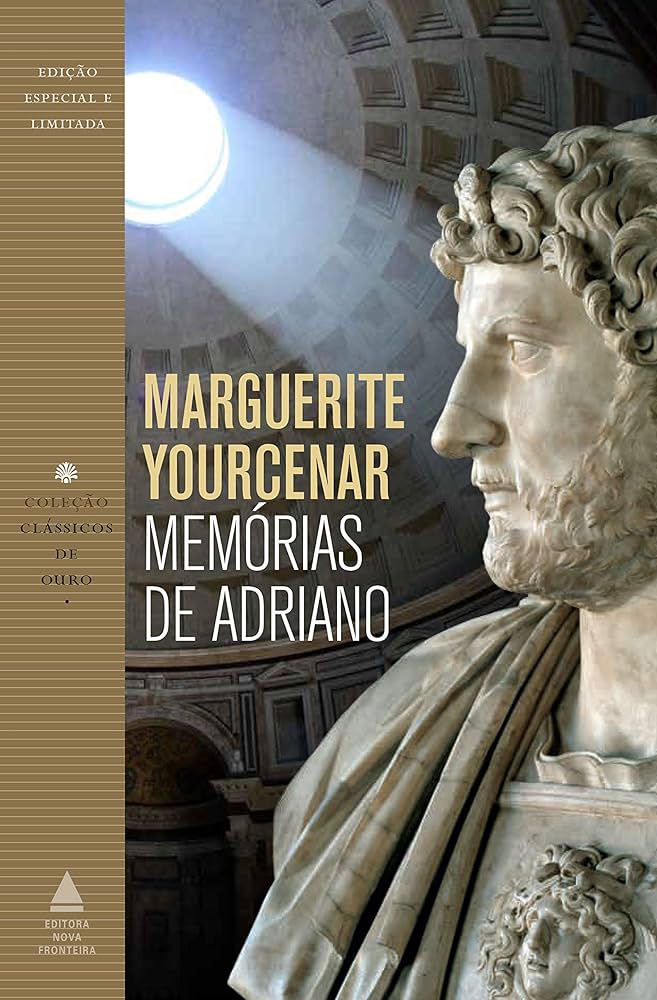 EDIÇÃO
ESPECIAL E
LIMITADA
MARGUERITE
YOURCENAR
MEMÓRIAS
DE ADRIANO
COLEÇÃO
CLÁSSICOS
DE
OURO
EDITORA
NOVA
FRONTEIRA